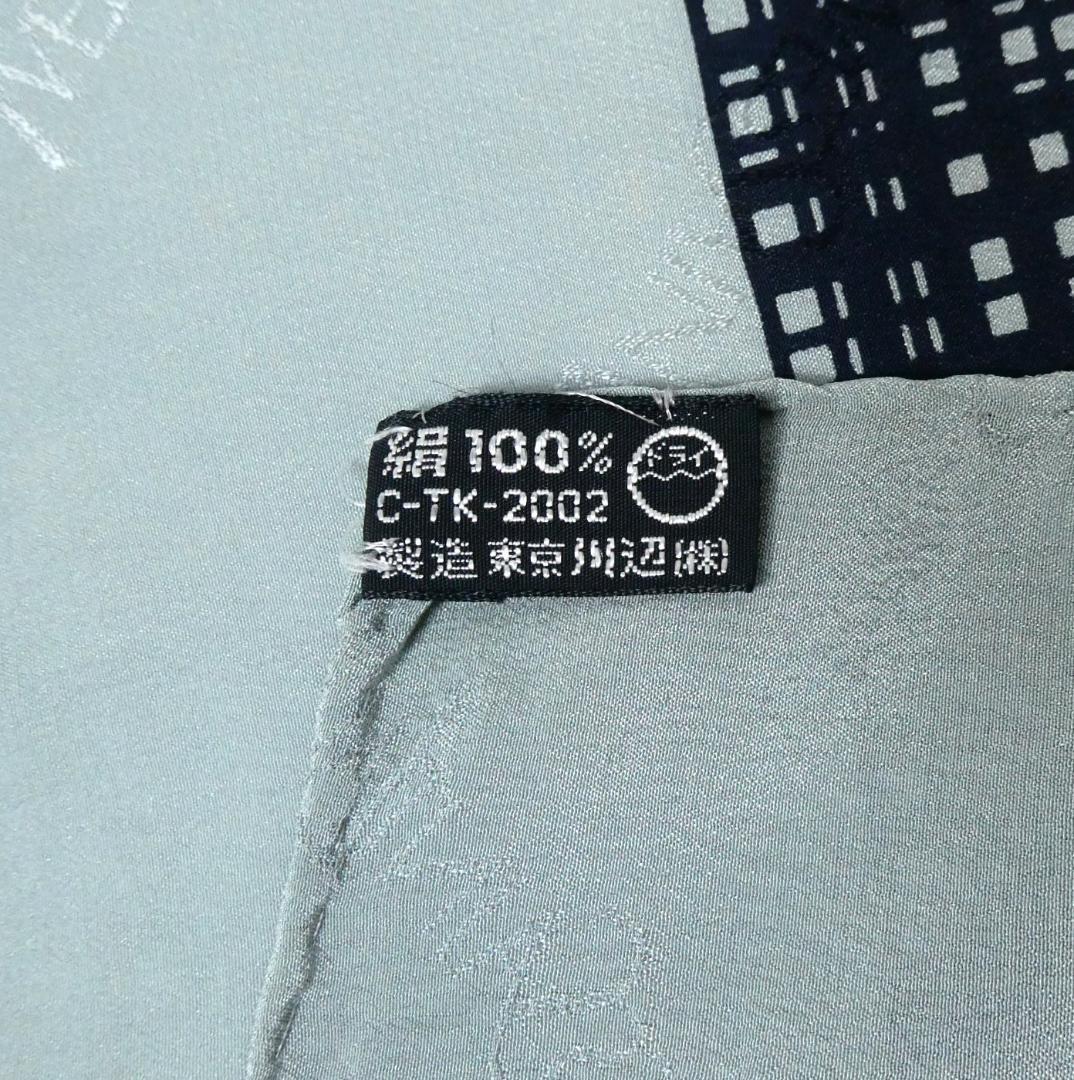 絹 100%
ドライ
C-TK-2002
製造 東京川辺(株)